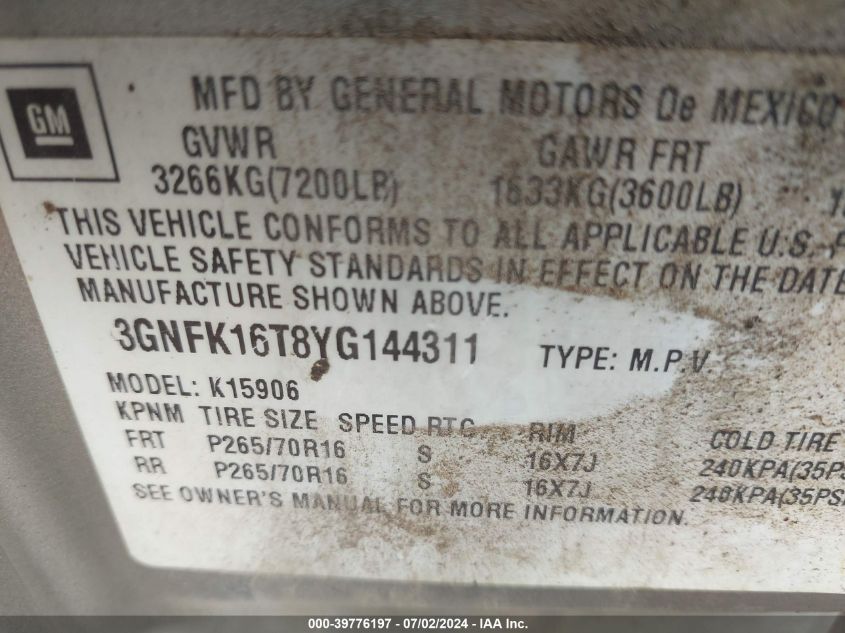 GM
MFD BY GENERAL MOTORS De MEXICO
GVWR GAWR FRT
3266KG(7200LB) 1633KG(3600LB)
THIS VEHICLE CONFORMS TO ALL APPLICABLE U.S.
VEHICLE SAFETY STANDARDS IN EFFECT ON THE DATE
MANUFACTURE SHOWN ABOVE.
3GNFK16T8YG144311 TYPE: M.P.V
MODEL: K15906
KPNM TIRE SIZE SPEED RTG RIM COLD TIRE
FRT P265/70R16 S 16X7J 240KPA(35PS
RR P265/70R16 S 16X7J 240KPA(35PSI
SEE OWNER'S MANUAL FOR MORE INFORMATION.
000-39776197 - 07/02/2024 - IAA Inc.